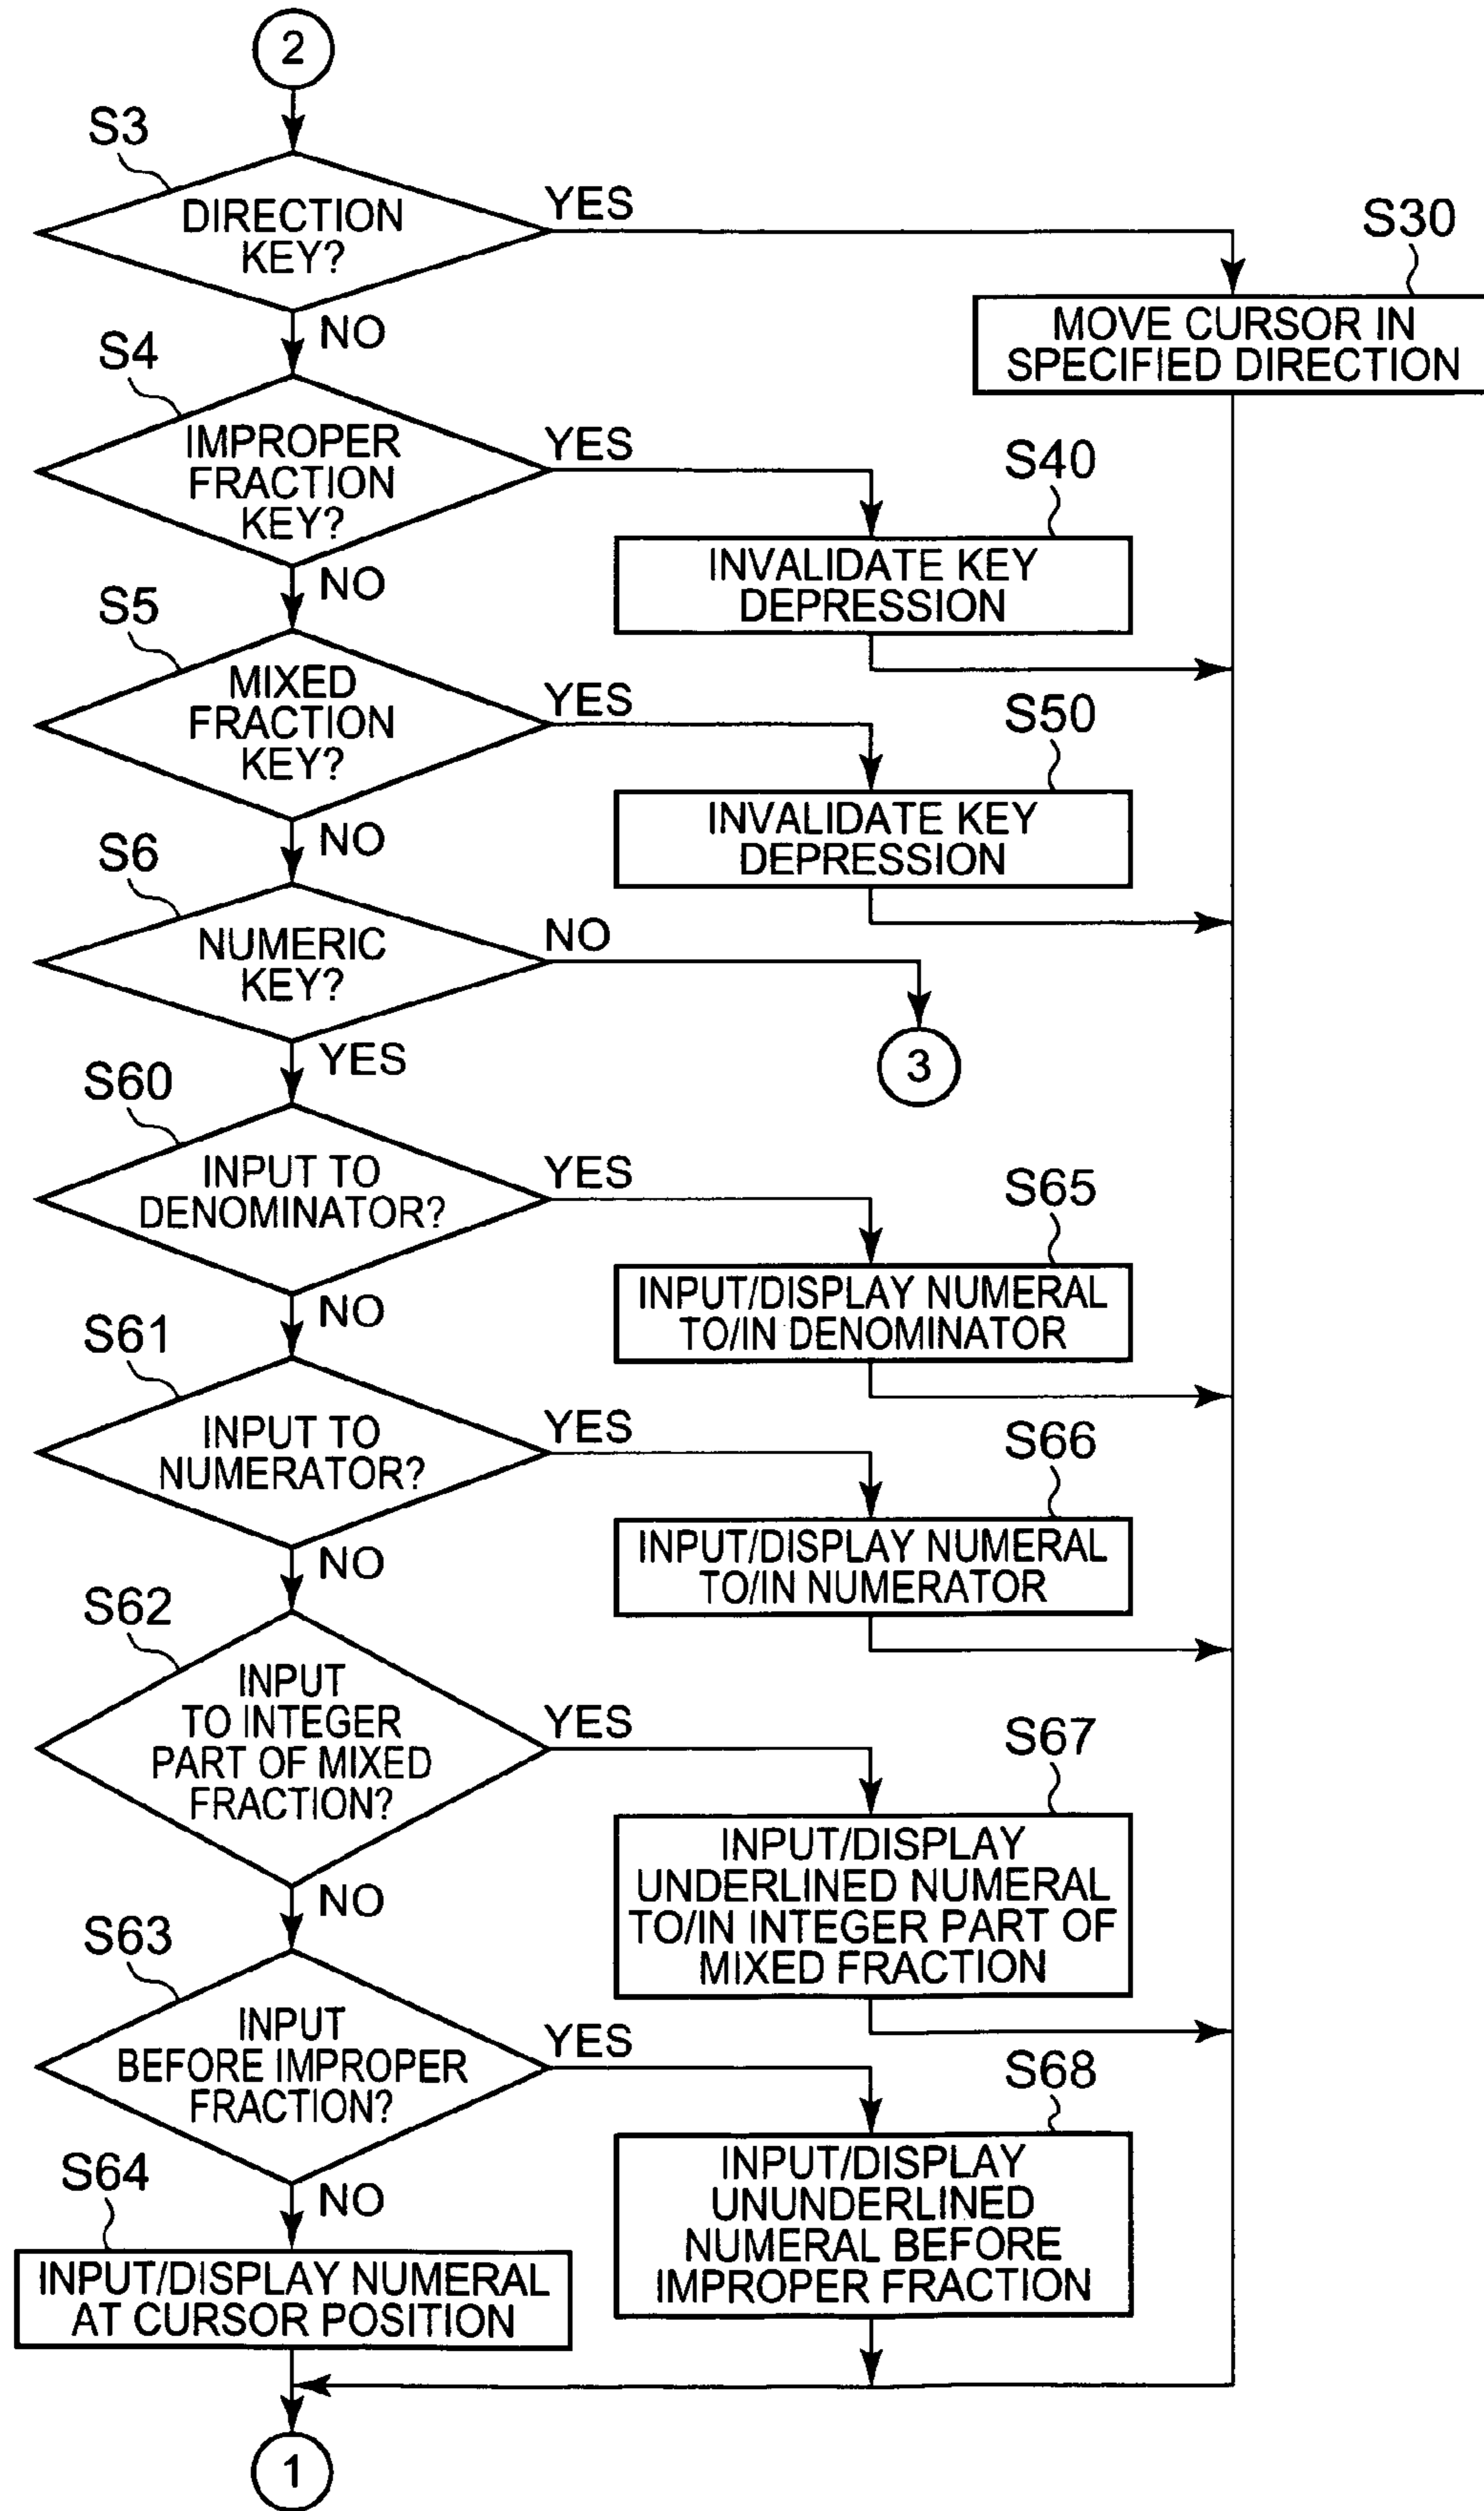 2
S3
DIRECTION
KEY?
YES
S30
MOVE CURSOR IN
SPECIFIED DIRECTION
NO
S4
IMPROPER
FRACTION
KEY?
YES
S40
INVALIDATE KEY
DEPRESSION
NO
S5
MIXED
FRACTION
KEY?
YES
S50
INVALIDATE KEY
DEPRESSION
NO
S6
NUMERIC
KEY?
NO
3
YES
S60
INPUT TO
DENOMINATOR?
YES
S65
INPUT/DISPLAY NUMERAL
TO/IN DENOMINATOR
NO
S61
INPUT TO
NUMERATOR?
YES
S66
INPUT/DISPLAY NUMERAL
TO/IN NUMERATOR
NO
S62
INPUT
TO INTEGER
PART OF MIXED
FRACTION?
YES
S67
INPUT/DISPLAY
UNDERLINED NUMERAL
TO/IN INTEGER PART OF
MIXED FRACTION
NO
S63
INPUT
BEFORE IMPROPER
FRACTION?
YES
S68
INPUT/DISPLAY
UNUNDERLINED
NUMERAL BEFORE
IMPROPER FRACTION
NO
S64
INPUT/DISPLAY NUMERAL
AT CURSOR POSITION
1